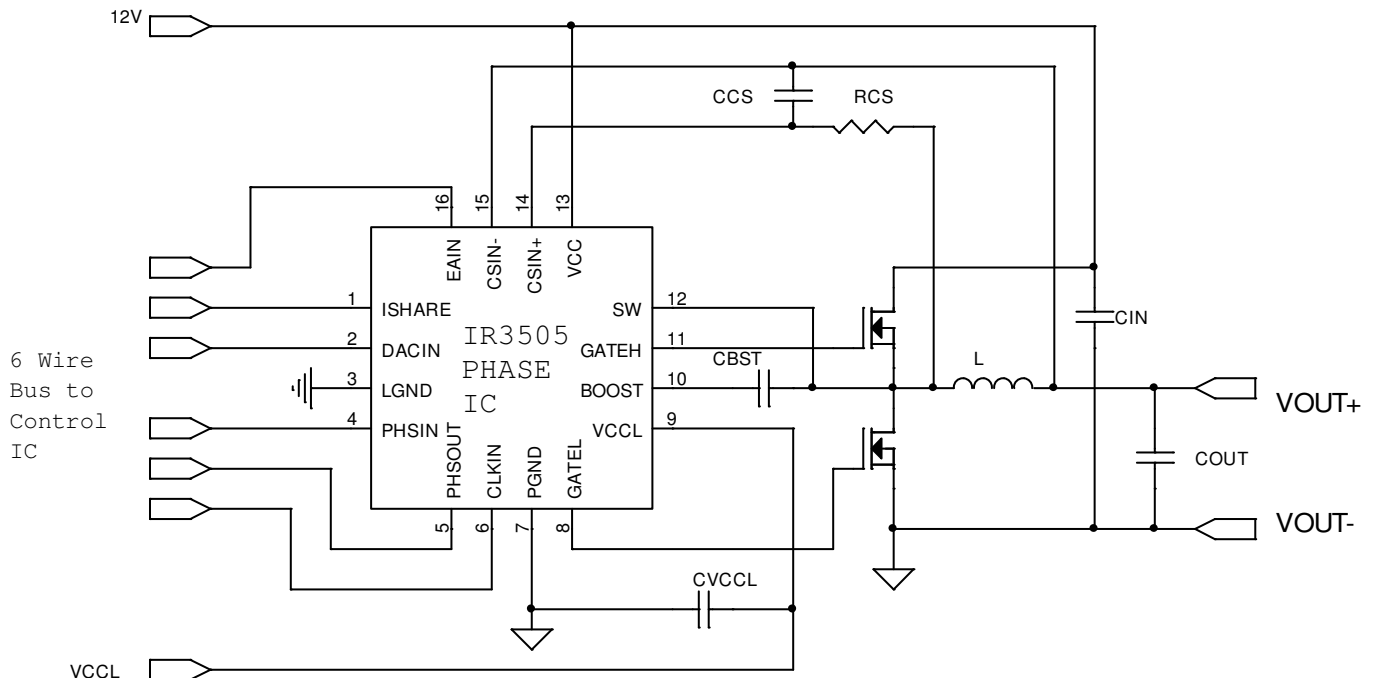 12V
CCS
RCS
16
15
14
13
EAIN
CSIN-
CSIN+
VCC
1
ISHARE
2
DACIN
3
LGND
4
PHSIN
IR3505
PHASE
IC
SW
12
GATEH
11
BOOST
10
VCCL
9
PHSOUT
CLKIN
PGND
GATEL
5
6
7
8
CBST
L
CIN
VOUT+
COUT
VOUT-
6 Wire
Bus to
Control
IC
CVCCL
VCCL